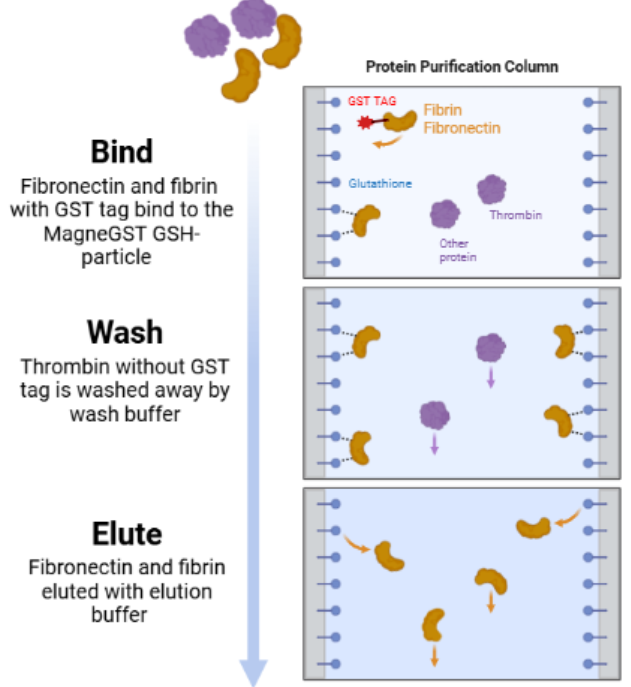 Protein Purification Column
GST TAG
Fibrin
Fibronectin
Glutathione
Thrombin
Other
protein
Bind
Fibronectin and fibrin
with GST tag bind to the
MagneGST GSH-
particle
Wash
Thrombin without GST
tag is washed away by
wash buffer
Elute
Fibronectin and fibrin
eluted with elution
buffer